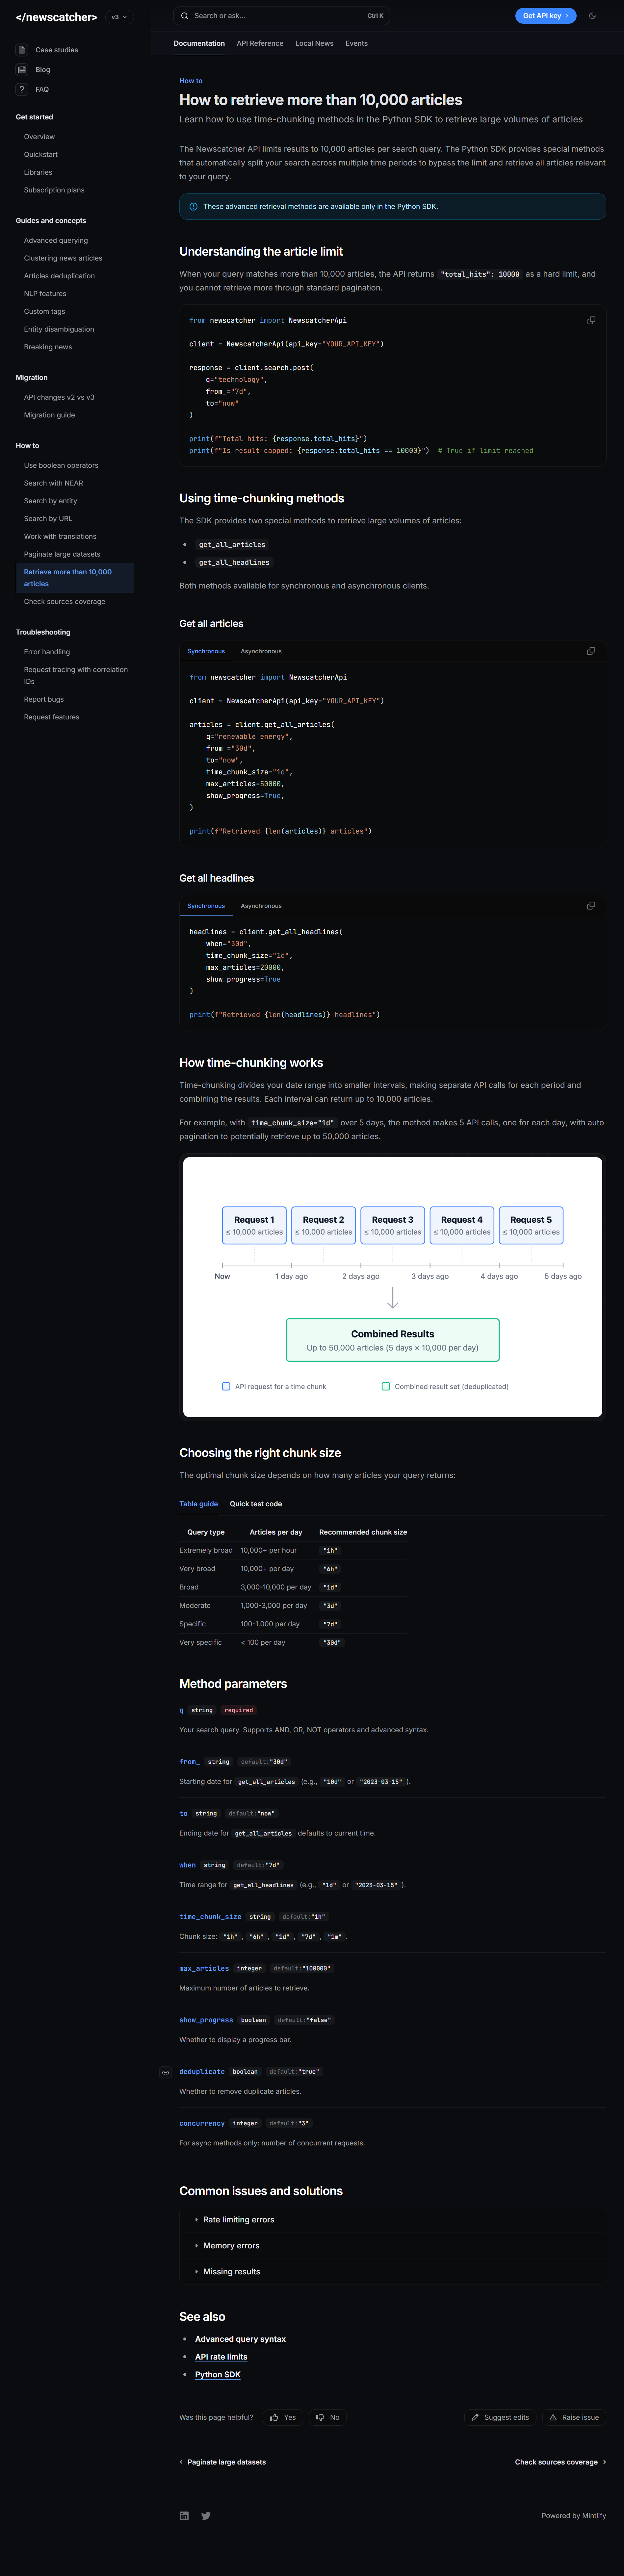 </newscatcher>
v3
Search or ask...
Ctrl K
Get API key
Documentation
API Reference
Local News
Events
Case studies
Blog
FAQ
Get started
Overview
Quickstart
Libraries
Subscription plans
Guides and concepts
Advanced querying
Clustering news articles
Articles deduplication
NLP features
Custom tags
Entity disambiguation
Breaking news
Migration
API changes v2 vs v3
Migration guide
How to
Use boolean operators
Search with NEAR
Search by entity
Search by URL
Work with translations
Paginate large datasets
Retrieve more than 10,000
articles
Check sources coverage
Troubleshooting
Error handling
Request tracing with correlation
IDs
Report bugs
Request features
How to
How to retrieve more than 10,000 articles
Learn how to use time-chunking methods in the Python SDK to retrieve large volumes of articles
The Newscatcher API limits results to 10,000 articles per search query. The Python SDK provides special methods
that automatically split your search across multiple time periods to bypass the limit and retrieve all articles relevant
to your query.
These advanced retrieval methods are available only in the Python SDK.
Understanding the article limit
When your query matches more than 10,000 articles, the API returns "total_hits": 10000 as a hard limit, and
you cannot retrieve more through standard pagination.
from newscatcher import NewscatcherApi
client = NewscatcherApi(api_key="YOUR_API_KEY")
response = client.search.post(
q="technology",
from_="7d",
to="now"
)
print(f"Total hits: {response.total_hits}")
print(f"Is result capped: {response.total_hits == 10000}")  # True if limit reached
Using time-chunking methods
The SDK provides two special methods to retrieve large volumes of articles:
get_all_articles
get_all_headlines
Both methods available for synchronous and asynchronous clients.
Get all articles
Synchronous
Asynchronous
from newscatcher import NewscatcherApi
client = NewscatcherApi(api_key="YOUR_API_KEY")
articles = client.get_all_articles(
q="renewable energy",
from_="30d",
to="now",
time_chunk_size="1d",
max_articles=50000,
show_progress=True,
)
print(f"Retrieved {len(articles)} articles")
Get all headlines
Synchronous
Asynchronous
headlines = client.get_all_headlines(
when="30d",
time_chunk_size="1d",
max_articles=20000,
show_progress=True
)
print(f"Retrieved {len(headlines)} headlines")
How time-chunking works
Time-chunking divides your date range into smaller intervals, making separate API calls for each period and
combining the results. Each interval can return up to 10,000 articles.
For example, with time_chunk_size="1d" over 5 days, the method makes 5 API calls, one for each day, with auto
pagination to potentially retrieve up to 50,000 articles.
Request 1
Request 2
Request 3
Request 4
Request 5
≤ 10,000 articles
≤ 10,000 articles
≤ 10,000 articles
≤ 10,000 articles
≤ 10,000 articles
Now
1 day ago
2 days ago
3 days ago
4 days ago
5 days ago
Combined Results
Up to 50,000 articles (5 days × 10,000 per day)
API request for a time chunk
Combined result set (deduplicated)
Choosing the right chunk size
The optimal chunk size depends on how many articles your query returns:
Table guide
Quick test code
Query type
Articles per day
Recommended chunk size
Extremely broad
10,000+ per hour
"1h"
Very broad
10,000+ per day
"6h"
Broad
3,000-10,000 per day
"1d"
Moderate
1,000-3,000 per day
"3d"
Specific
100-1,000 per day
"7d"
Very specific
< 100 per day
"30d"
Method parameters
q string required
Your search query. Supports AND, OR, NOT operators and advanced syntax.
from_ string default:"30d"
Starting date for get_all_articles (e.g., "10d" or "2023-03-15" ).
to string default:"now"
Ending date for get_all_articles defaults to current time.
when string default:"7d"
Time range for get_all_headlines (e.g., "1d" or "2023-03-15" ).
time_chunk_size string default:"1h"
Chunk size: "1h", "6h", "1d", "7d", "1m".
max_articles integer default:"100000"
Maximum number of articles to retrieve.
show_progress boolean default:"false"
Whether to display a progress bar.
deduplicate boolean default:"true"
Whether to remove duplicate articles.
concurrency integer default:"3"
For async methods only: number of concurrent requests.
Common issues and solutions
Rate limiting errors
Memory errors
Missing results
See also
Advanced query syntax
API rate limits
Python SDK
Was this page helpful?
Yes
No
Suggest edits
Raise issue
Paginate large datasets
Check sources coverage
Powered by Mintlify